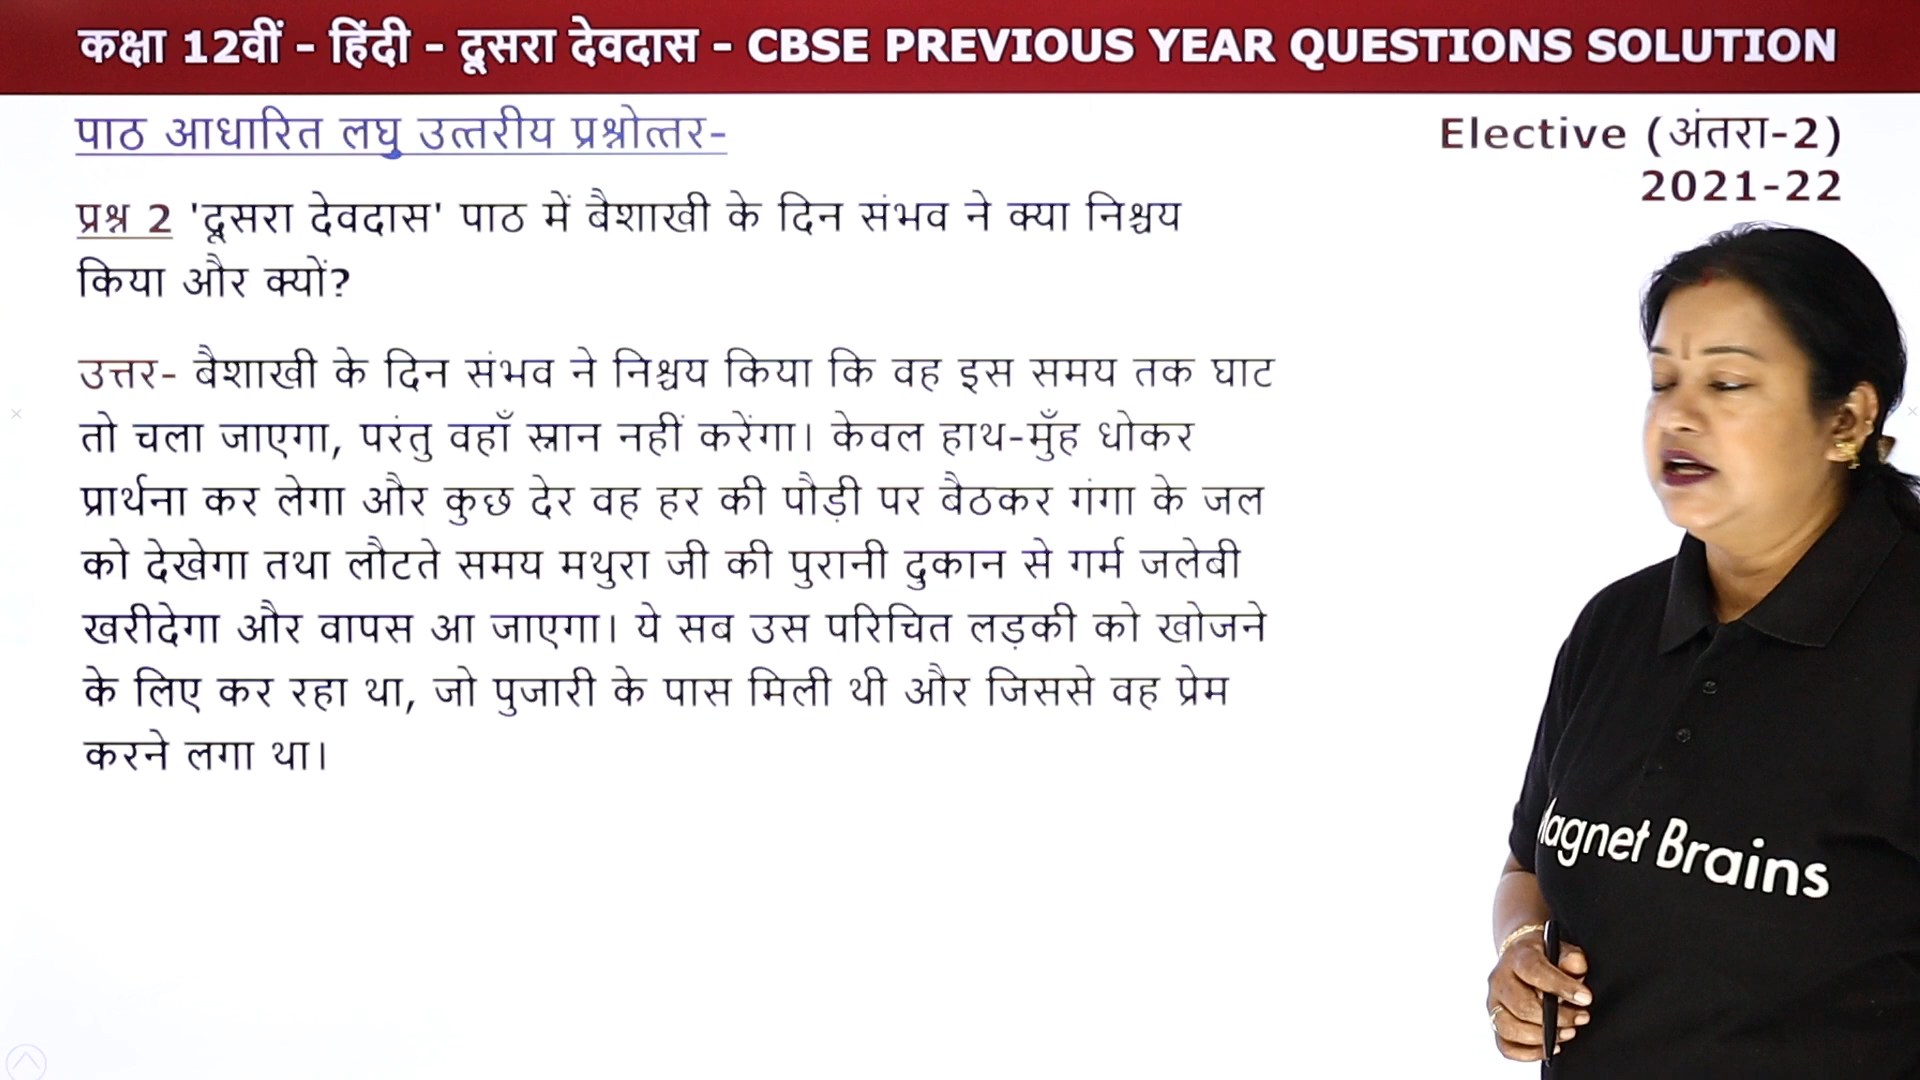 कक्षा 12वीं - हिंदी - दूसरा देवदास - CBSE PREVIOUS YEAR QUESTIONS SOLUTION
पाठ आधारित लघु उत्तरीय प्रश्नोत्तर-
Elective (अंतरा-2)
2021-22
प्रश्न 2 'दूसरा देवदास' पाठ में बैशाखी के दिन संभव ने क्या निश्चय
किया और क्यों?
उत्तर- बैशाखी के दिन संभव ने निश्चय किया कि वह इस समय तक घाट
तो चला जाएगा, परंतु वहाँ स्नान नहीं करेंगा। केवल हाथ-मुँह धोकर
प्रार्थना कर लेगा और कुछ देर वह हर की पौड़ी पर बैठकर गंगा के जल
को देखेगा तथा लौटते समय मथुरा जी की पुरानी दुकान से गर्म जलेबी
खरीदेगा और वापस आ जाएगा। ये सब उस परिचित लड़की को खोजने
के लिए कर रहा था, जो पुजारी के पास मिली थी और जिससे वह प्रेम
करने लगा था।
Magnet Brains